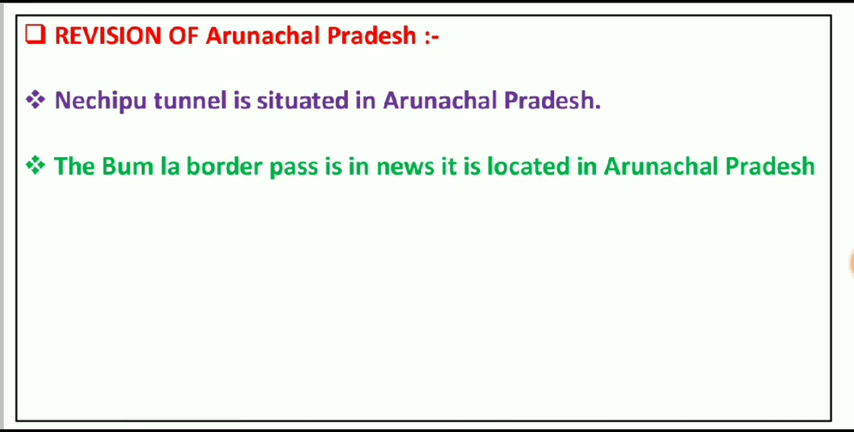 REVISION OF Arunachal Pradesh :-
Nechipu tunnel is situated in Arunachal Pradesh.
The Bum la border pass is in news it is located in Arunachal Pradesh